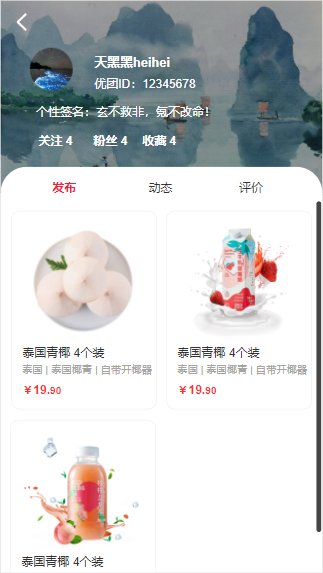 天黑黑heihei
优团ID：12345678
个性签名：玄不救非，氪不改命！
关注 4 粉丝 4 收藏 4
发布 动态 评价
泰国青椰 4个装
泰国 | 泰国椰青 | 自带开椰器
￥19.90
泰国青椰 4个装
泰国 | 泰国椰青 | 自带开椰器
￥19.90
泰国青椰 4个装